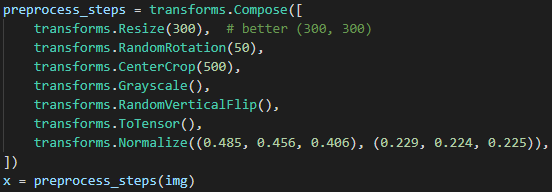 preprocess_steps = transforms.Compose([
    transforms.Resize(300),  # better (300, 300)
    transforms.RandomRotation(50),
    transforms.CenterCrop(500),
    transforms.Grayscale(),
    transforms.RandomVerticalFlip(),
    transforms.ToTensor(),
    transforms.Normalize((0.485, 0.456, 0.406), (0.229, 0.224, 0.225)),
])
x = preprocess_steps(img)